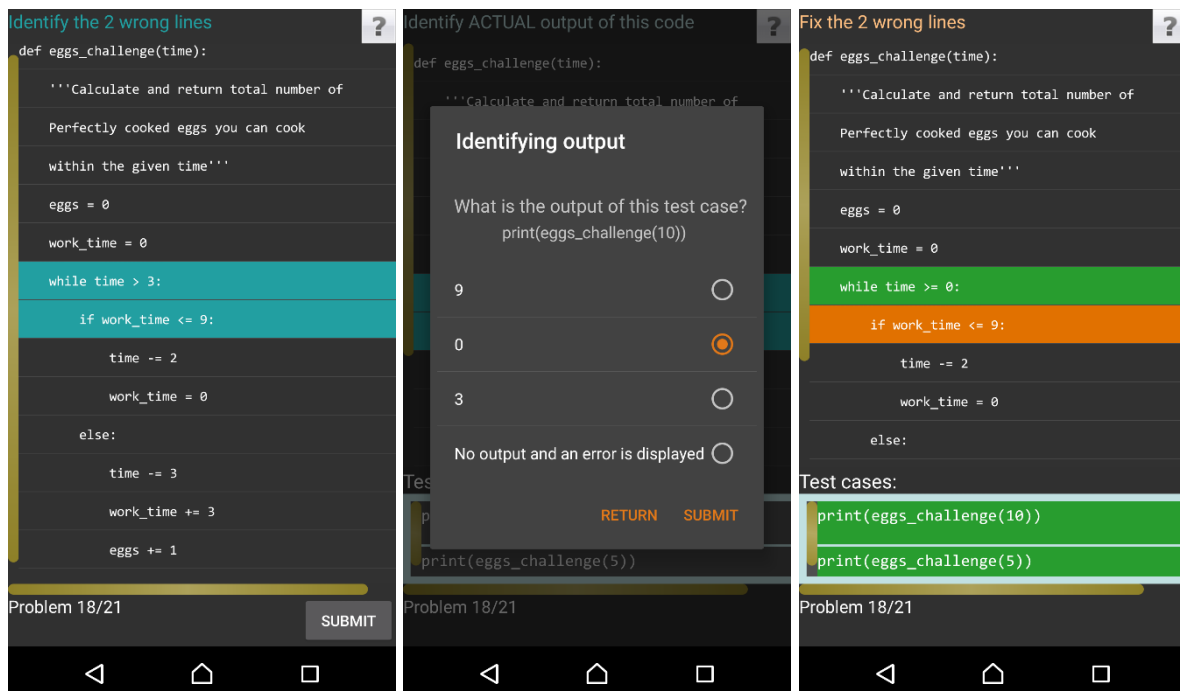 Identify the 2 wrong lines
?
def eggs_challenge(time):
'''Calculate and return total number of
Perfectly cooked eggs you can cook
within the given time'''
eggs = 0
work_time = 0
while time > 3:
if work_time <= 9:
time -= 2
work_time = 0
else:
time -= 3
work_time += 3
eggs += 1
Problem 18/21
SUBMIT
Identify ACTUAL output of this code
?
def eggs_challenge(time):
'''Calculate and return total number of
Identifying output
What is the output of this test case?
print(eggs_challenge(10))
9
0
3
No output and an error is displayed
RETURN
SUBMIT
Tes
p
print(eggs_challenge(5))
Problem 18/21
Fix the 2 wrong lines
?
def eggs_challenge(time):
'''Calculate and return total number of
Perfectly cooked eggs you can cook
within the given time'''
eggs = 0
work_time = 0
while time >= 0:
if work_time <= 9:
time -= 2
work_time = 0
else:
Test cases:
print(eggs_challenge(10))
print(eggs_challenge(5))
Problem 18/21